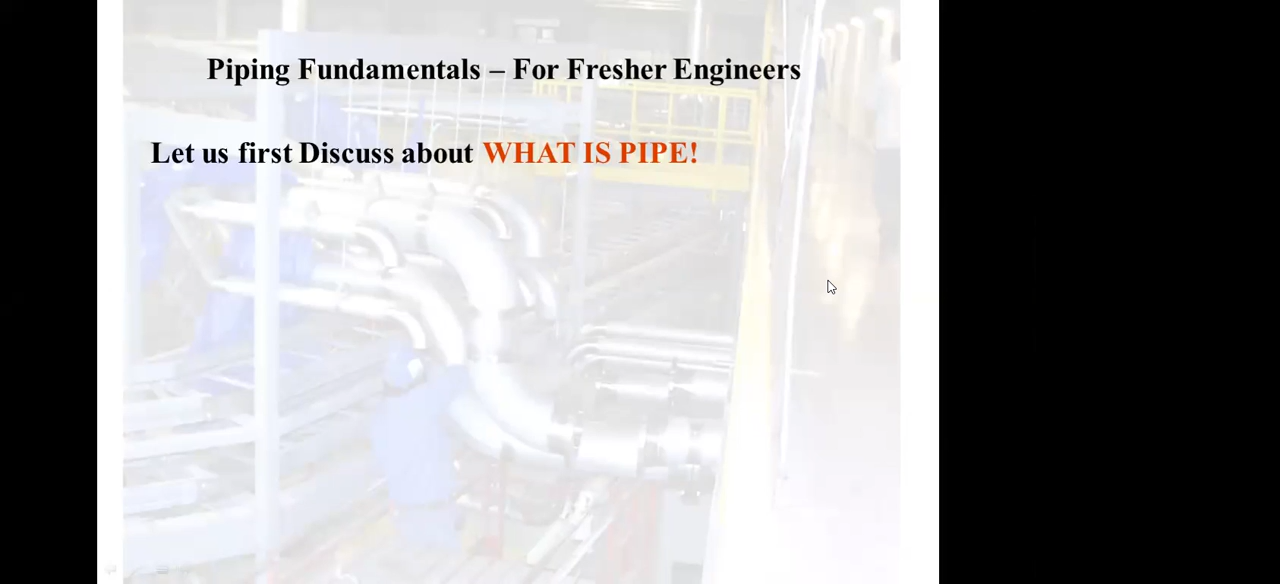 Piping Fundamentals – For Fresher Engineers
Let us first Discuss about WHAT IS PIPE!